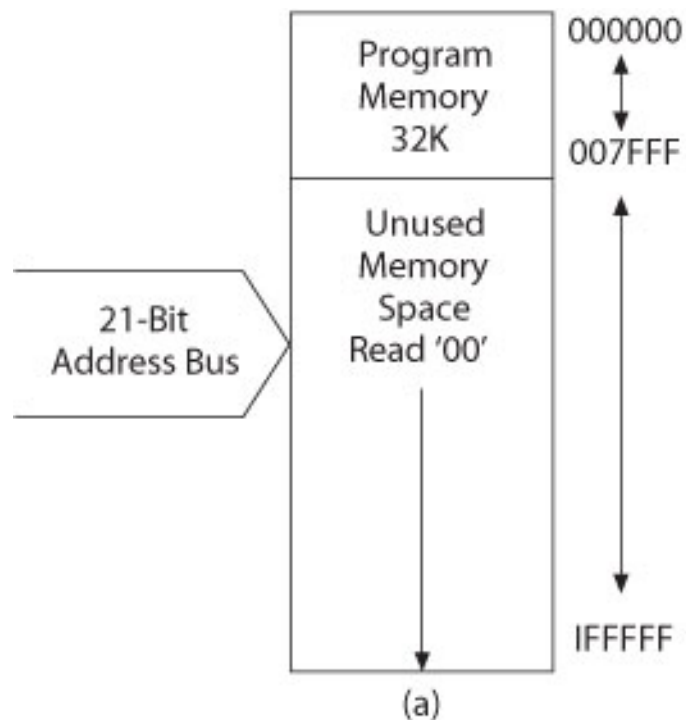 Program
Memory
32K
000000
007FFF
Unused
Memory
Space
Read '00'
21-Bit
Address Bus
IFFFFF
(a)